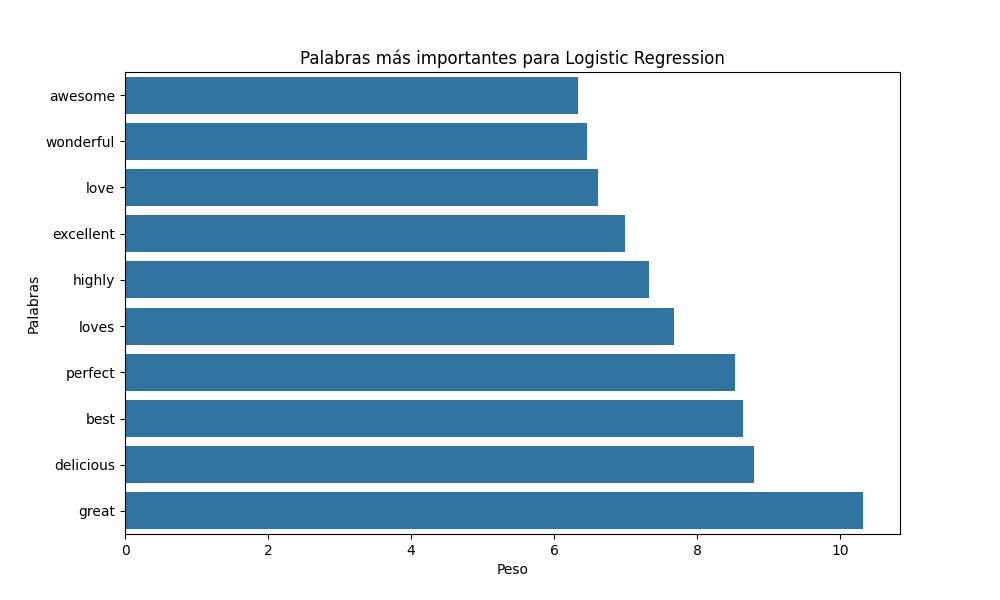 Palabras más importantes para Logistic Regression
awesome
wonderful
love
excellent
highly
loves
perfect
best
delicious
great
Palabras
0 2 4 6 8 10
Peso